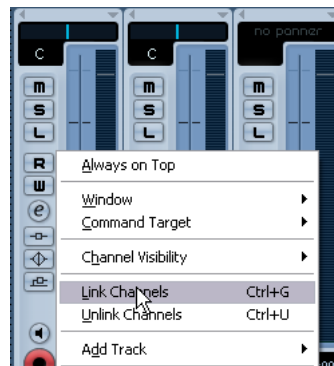 no panner
C C
m m m
S S S
L L L
R
W
e
Always on Top
Window
Command Target
Channel Visibility
Link Channels Ctrl+G
Unlink Channels Ctrl+U
Add Track